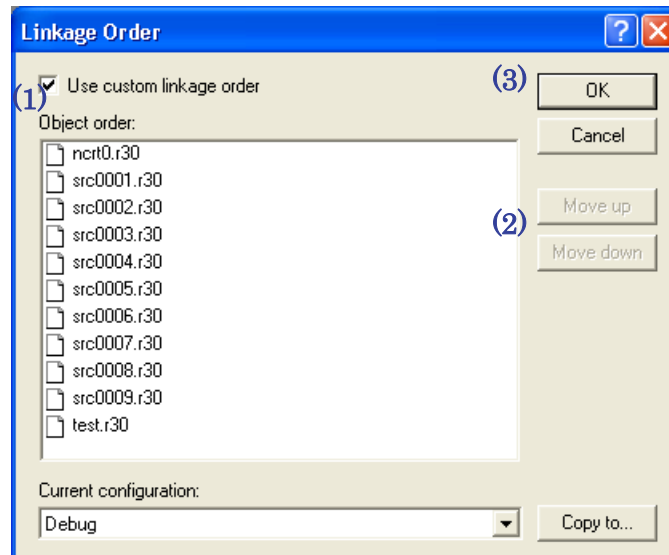 Linkage Order
(1) Use custom linkage order
(3) OK
Object order:
Cancel
ncrt0.r30
src0001.r30
src0002.r30
Move up
src0003.r30
(2)
src0004.r30
Move down
src0005.r30
src0006.r30
src0007.r30
src0008.r30
src0009.r30
test.r30
Current configuration:
Debug
Copy to...